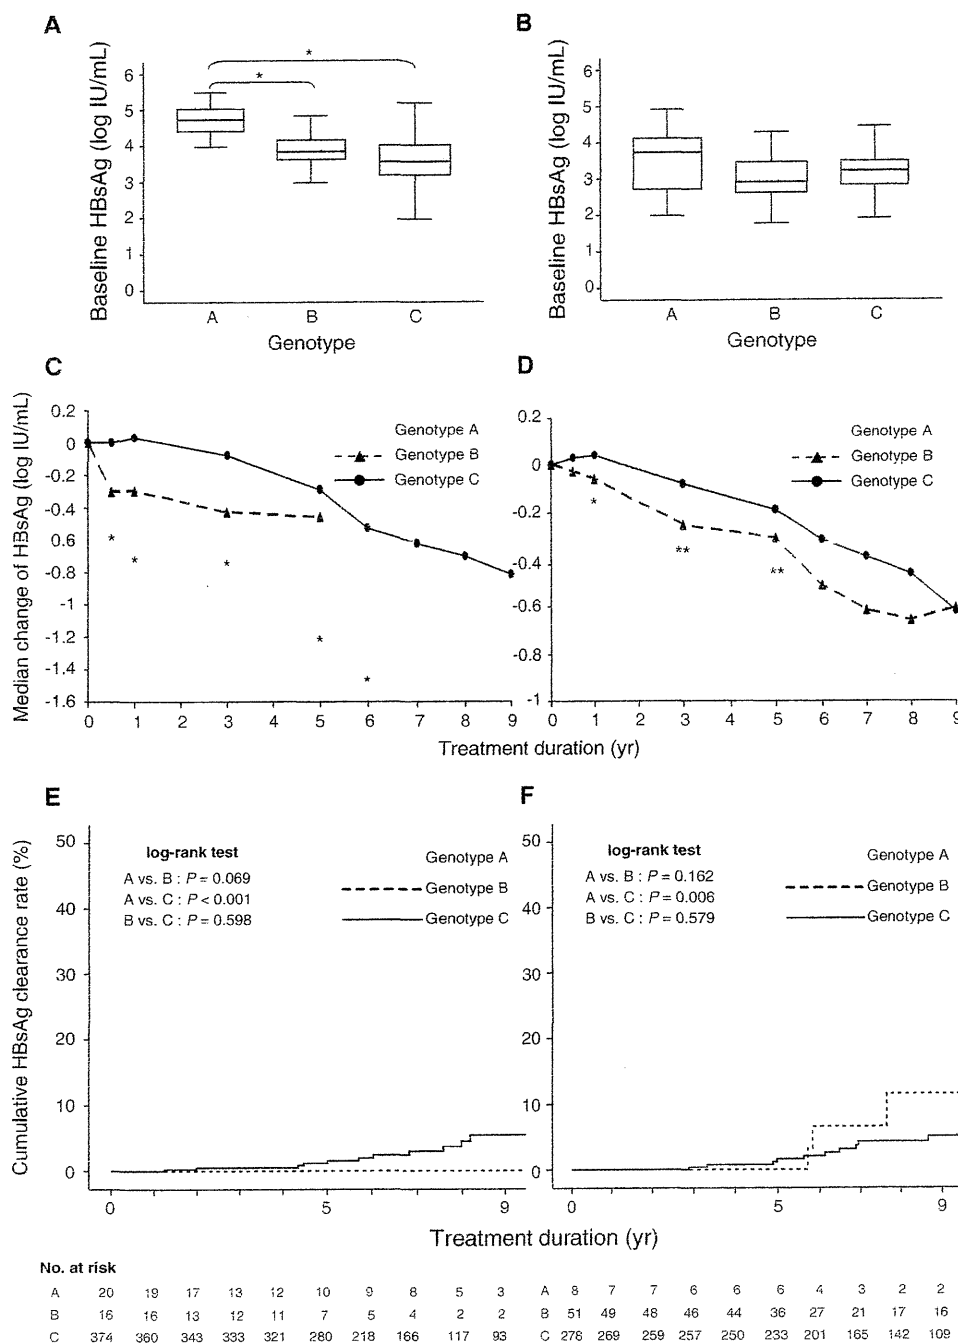 A
B
Baseline HBsAg (log IU/mL)
6
5
4
3
2
1
0
*
*
A B C
Genotype
Baseline HBsAg (log IU/mL)
6
5
4
3
2
1
0
A B C
Genotype
C
D
Median change of HBsAg (log IU/mL)
0.2
0
-0.2
-0.4
0.6
-0.8
-1
-1.2
-1.4
-1.6
Genotype A
Genotype B
Genotype C
* * * * *
0 1 2 3 4 5 6 7 8 9
0.2
0
-0.2
-0.4
-0.6
-0.8
-1
Genotype A
Genotype B
Genotype C
* ** **
0 1 2 3 4 5 6 7 8 9
Treatment duration (yr)
E
F
Cumulative HBsAg clearance rate (%)
50
40
30
20
10
0
log-rank test
A vs. B : P = 0.069
A vs. C : P < 0.001
B vs. C : P = 0.598
Genotype A
Genotype B
Genotype C
0 5 9
50
40
30
20
10
0
log-rank test
A vs. B : P = 0.162
A vs. C : P = 0.006
B vs. C : P = 0.579
Genotype A
Genotype B
Genotype C
0 5 9
Treatment duration (yr)
No. at risk
A 20 19 17 13 12 10 9 8 5 3 A 8 7 7 6 6 6 4 3 2 2
B 16 16 13 12 11 7 5 4 2 2 B 51 49 48 46 44 36 27 21 17 16
C 374 360 343 333 321 280 218 166 117 93 C 278 269 259 257 250 233 201 165 142 109